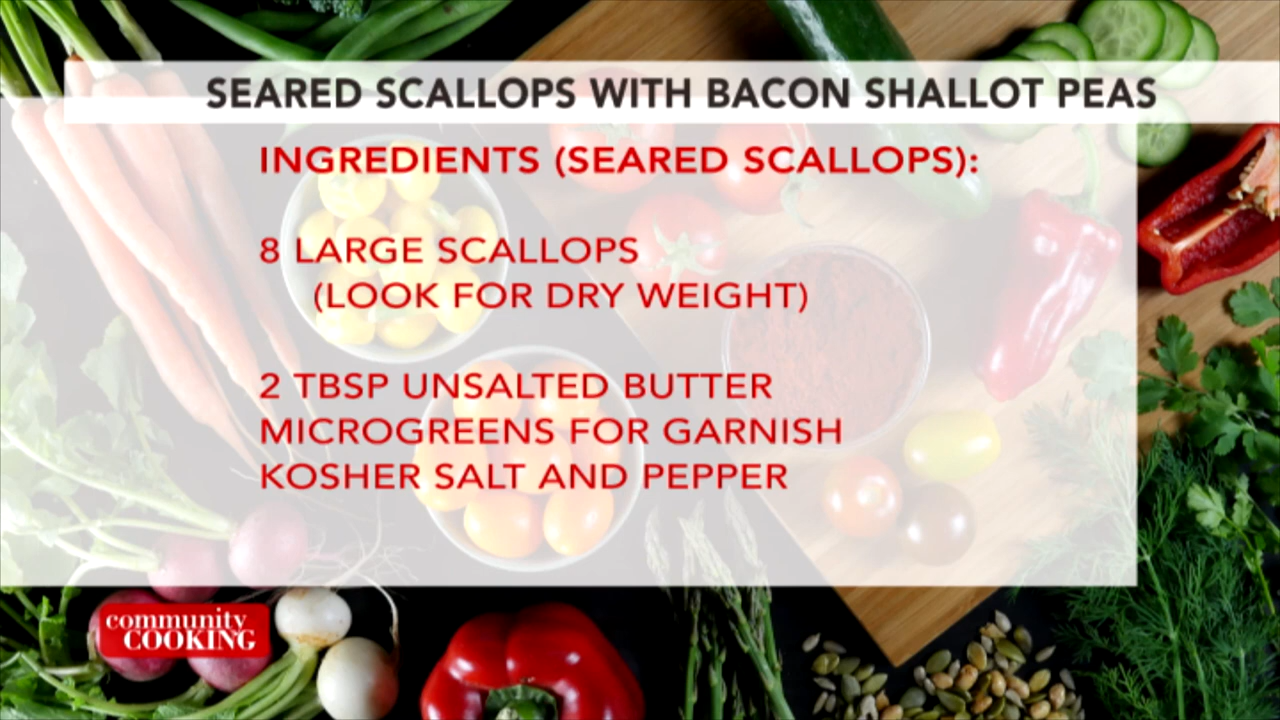 SEARED SCALLOPS WITH BACON SHALLOT PEAS
INGREDIENTS (SEARED SCALLOPS):
8 LARGE SCALLOPS
(LOOK FOR DRY WEIGHT)
2 TBSP UNSALTED BUTTER
MICROGREENS FOR GARNISH
KOSHER SALT AND PEPPER
community
COOKING